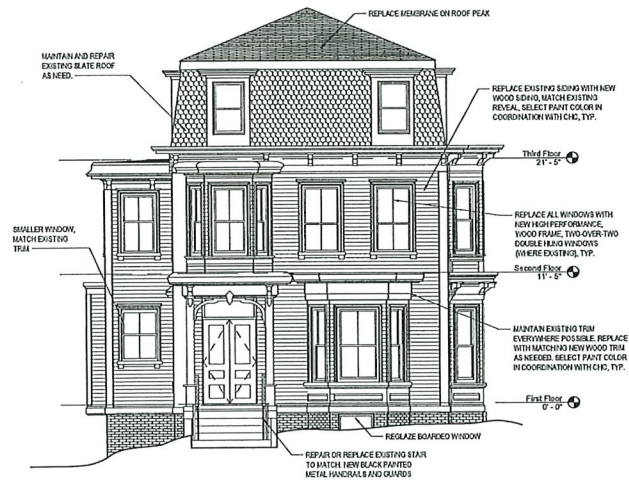 REPLACE MEMBRANE ON ROOF PEAK
MAINTAIN AND REPAIR
EXISTING SLATE ROOF
AS NEED.
REPLACE EXISTING SIDING WITH NEW
WOOD SIDING, MATCH EXISTING
REVEAL, SELECT PAINT COLOR IN
COORDINATION WITH CHC, TYP.
Third Floor
21' - 5"
SMALLER WINDOW,
MATCH EXISTING
TRIM
REPLACE ALL WINDOWS WITH
NEW HIGH PERFORMANCE,
WOOD FRAME, TWO-OVER-TWO
DOUBLE HUNG WINDOWS
(WHERE EXISTING), TYP.
Second Floor
11' - 5"
MAINTAN EXISTING TRIM
EVERYWHERE POSSIBLE. REPLACE
WITH MATCHING NEW WOOD TRIM
AS NEEDED. SELECT PAINT COLOR
IN COORDINATION WITH CHC, TYP.
First Floor
0' - 0"
REGLAZE BOARDED WINDOW
REPAIR OR REPLACE EXISTING STAIR
TO MATCH. NEW BLACK PAINTED
METAL HANDRAILS AND GUARDS